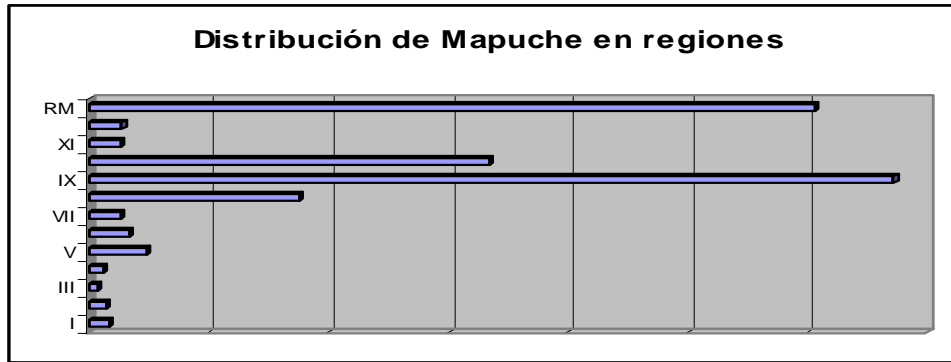 Distribución de Mapuche en regiones
RM
XI
IX
VII
V
III
I